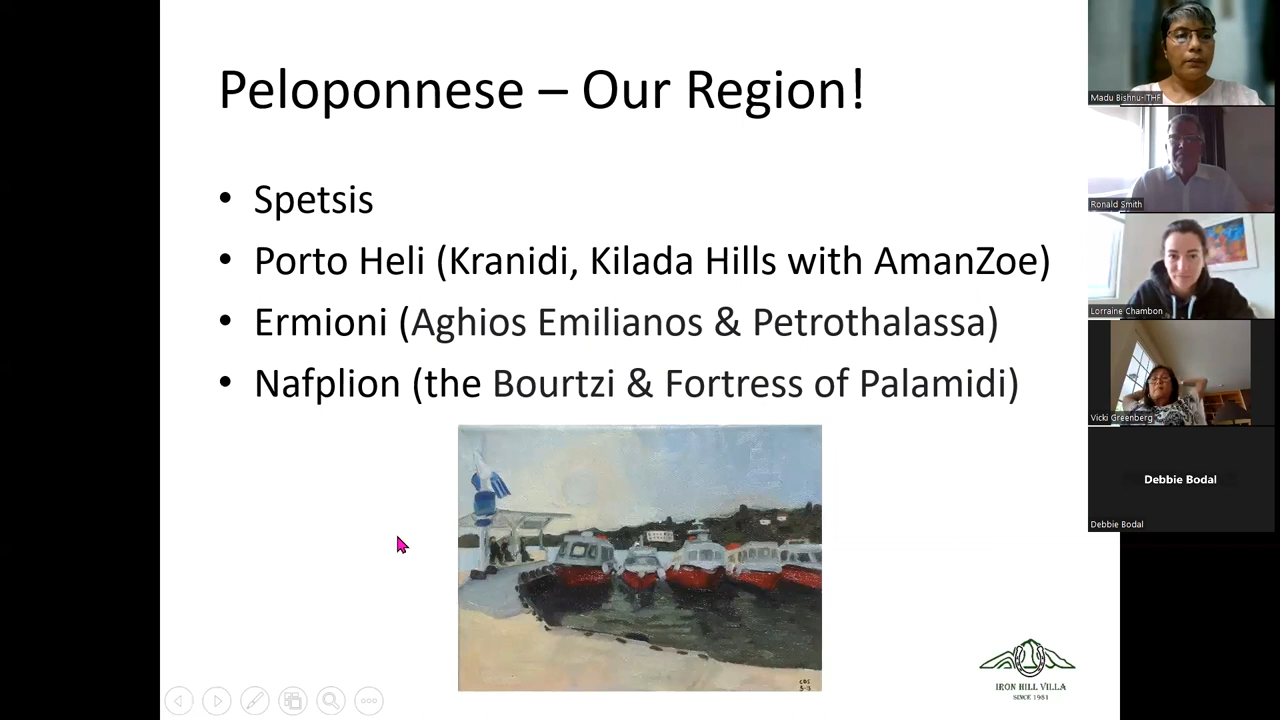 Peloponnese – Our Region!
• Spetsis
• Porto Heli (Kranidi, Kilada Hills with AmanZoe)
• Ermioni (Aghios Emilianos & Petrothalassa)
• Nafplion (the Bourtzi & Fortress of Palamidi)
IRON HILL VILLA
SINCE 1981
Madu Bishnu-ITHF
Ronald Smith
Lorraine Chambon
Vicki Greenberg
Debbie Bodal
Debbie Bodal